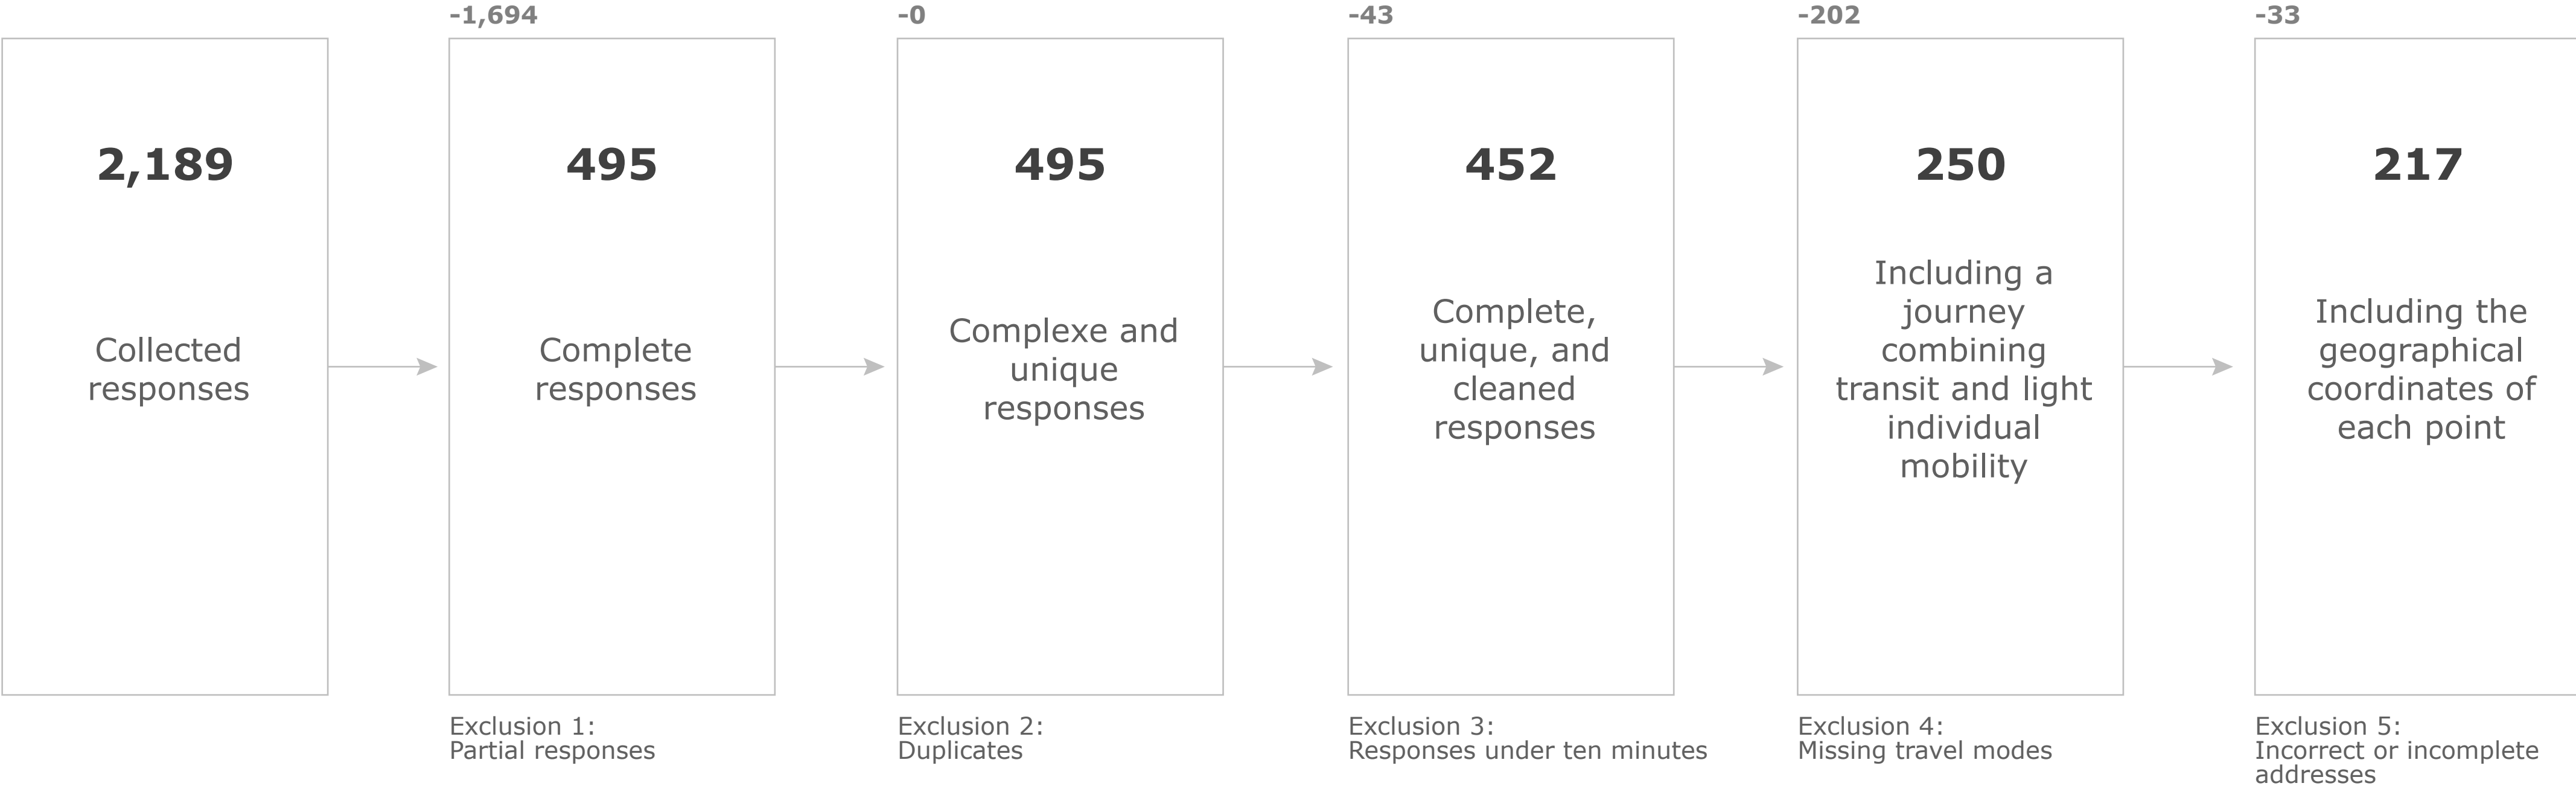 -1,694
-0
-43
-202
-33
2,189
Collected
responses
495
Complete
responses
495
Complexe and
unique
responses
452
Complete,
unique, and
cleaned
responses
250
Including a
journey
combining
transit and light
individual
mobility
217
Including the
geographical
coordinates of
each point
Exclusion 1:
Partial responses
Exclusion 2:
Duplicates
Exclusion 3:
Responses under ten minutes
Exclusion 4:
Missing travel modes
Exclusion 5:
Incorrect or incomplete
addresses